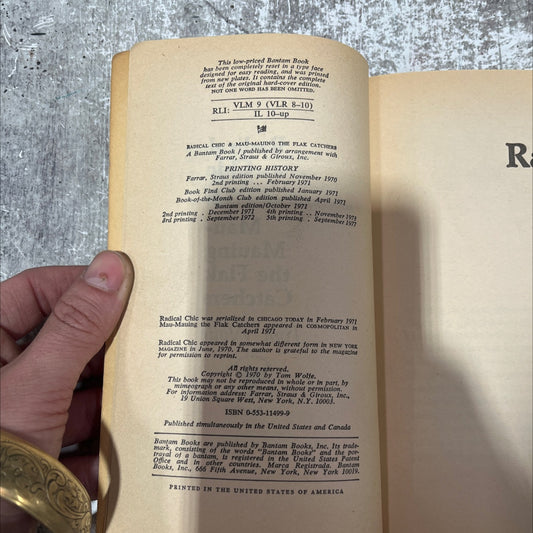 This low-priced Bantam Book
has been completely reset in a type face
designed for easy reading, and was printed
from new plates. It contains the complete
text of the original hard-cover edition.
NOT ONE WORD HAS BEEN OMITTED.
RLI: VLM 9 (VLR 8–10)
IL 10-up
RADICAL CHIC & MAU-MAUING THE FLAK CATCHERS
A Bantam Book / published by arrangement with
Farrar, Straus & Giroux, Inc.
PRINTING HISTORY
Farrar, Straus edition published November 1970
2nd printing ... February 1971
Book Find Club edition published January 1971
Book-of-the-Month Club edition published April 1971
Bantam edition/October 1971
2nd printing . December 1971 4th printing . November 1973
3rd printing . September 1972 5th printing . September 1977
Radical Chic was serialized in CHICAGO TODAY in February 1971
Mau-Mauing the Flak Catchers appeared in COSMOPOLITAN in
April 1971
Radical Chic appeared in somewhat different form in NEW YORK
MAGAZINE in June, 1970. The author is grateful to the magazine
for permission to reprint.
All rights reserved.
Copyright © 1970 by Tom Wolfe.
This book may not be reproduced in whole or in part, by
mimeograph or any other means, without permission.
For information address: Farrar, Straus & Giroux, Inc.,
19 Union Square West, New York, N.Y. 10003.
ISBN 0-553-11499-9
Published simultaneously in the United States and Canada
Bantam Books are published by Bantam Books, Inc. Its trade-
mark, consisting of the words "Bantam Books" and the por-
trayal of a bantam, is registered in the United States Patent
Office and in other countries. Marca Registrada. Bantam
Books, Inc., 666 Fifth Avenue, New York, New York 10019.
PRINTED IN THE UNITED STATES OF AMERICA
Ra